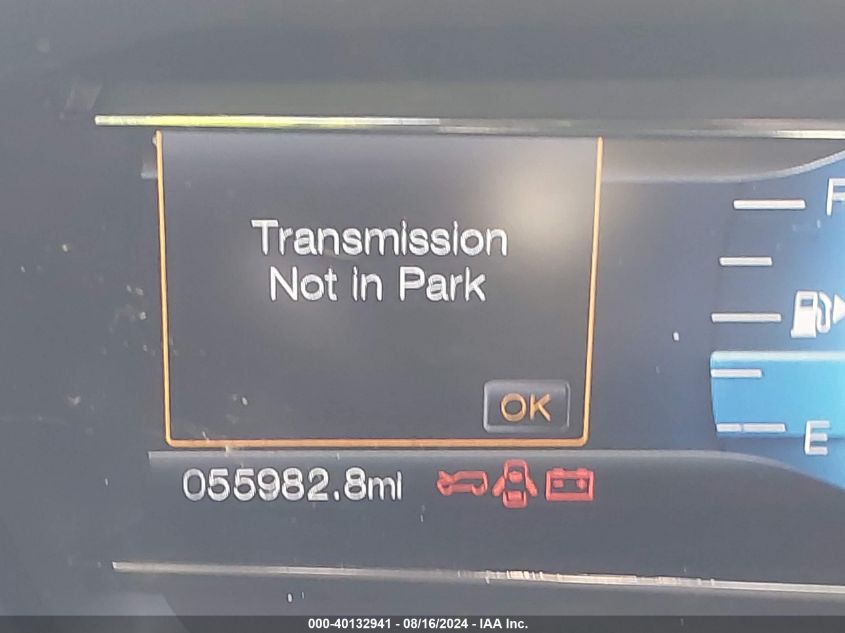 Transmission
Not in Park
OK
F
E
055982.8mi
000-40132941 - 08/16/2024 - IAA Inc.